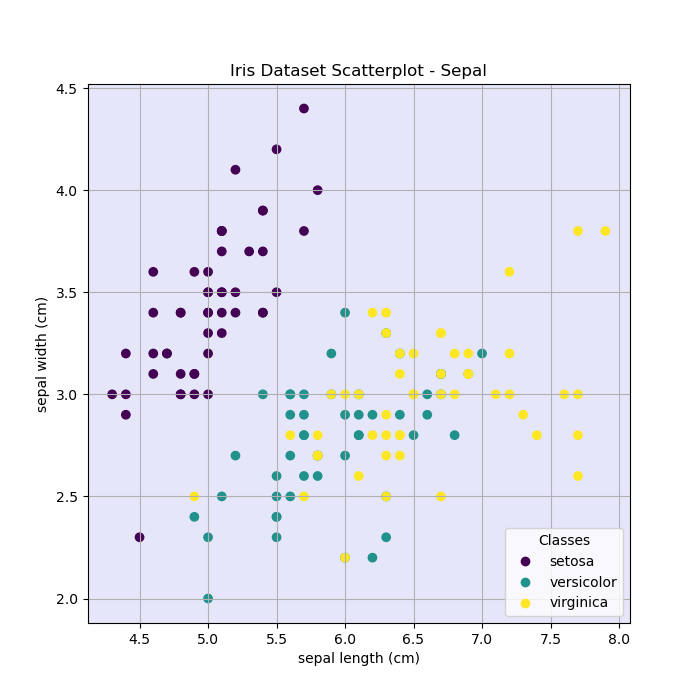 Iris Dataset Scatterplot - Sepal
4.5
4.0
3.5
3.0
2.5
2.0
sepal width (cm)
Classes
setosa
versicolor
virginica
4.5 5.0 5.5 6.0 6.5 7.0 7.5 8.0
sepal length (cm)